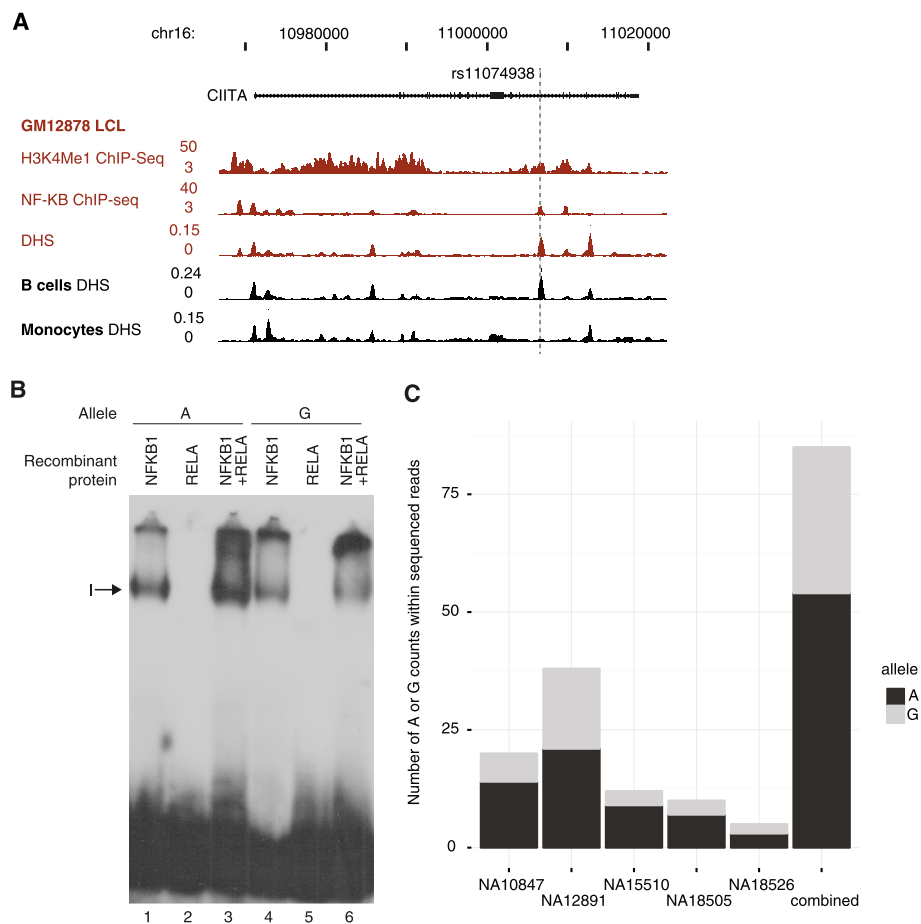 A
chr16: 10980000 11000000 11020000
rs11074938
CIITA
GM12878 LCL
H3K4Me1 ChIP-Seq 50 3
NF-KB ChIP-seq 40 3
DHS 0.15 0
B cells DHS 0.24 0
Monocytes DHS 0.15 0
B
Allele A G
Recombinant protein
NFKB1
RELA
NFKB1 +RELA
NFKB1
RELA
NFKB1 +RELA
I
1 2 3 4 5 6
C
Number of A or G counts within sequenced reads
75
50
25
0
NA10847 NA15510 NA18526
NA12891 NA18505 combined
allele
A
G